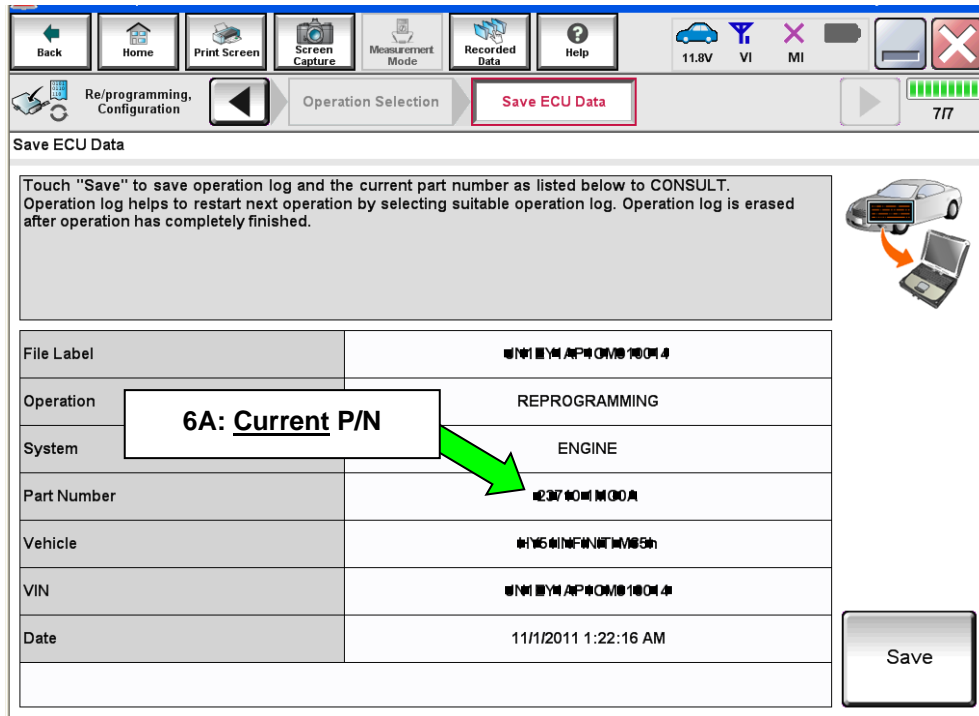 Back
Home
Print Screen
Screen Capture
Measurement Mode
Recorded Data
Help
11.8V
VI
MI
Re/programming, Configuration
Operation Selection
Save ECU Data
7/7
Save ECU Data
Touch "Save" to save operation log and the current part number as listed below to CONSULT.
Operation log helps to restart next operation by selecting suitable operation log. Operation log is erased
after operation has completely finished.
File Label
Operation
REPROGRAMMING
6A: Current P/N
System
ENGINE
Part Number
Vehicle
VIN
Date
11/1/2011 1:22:16 AM
Save